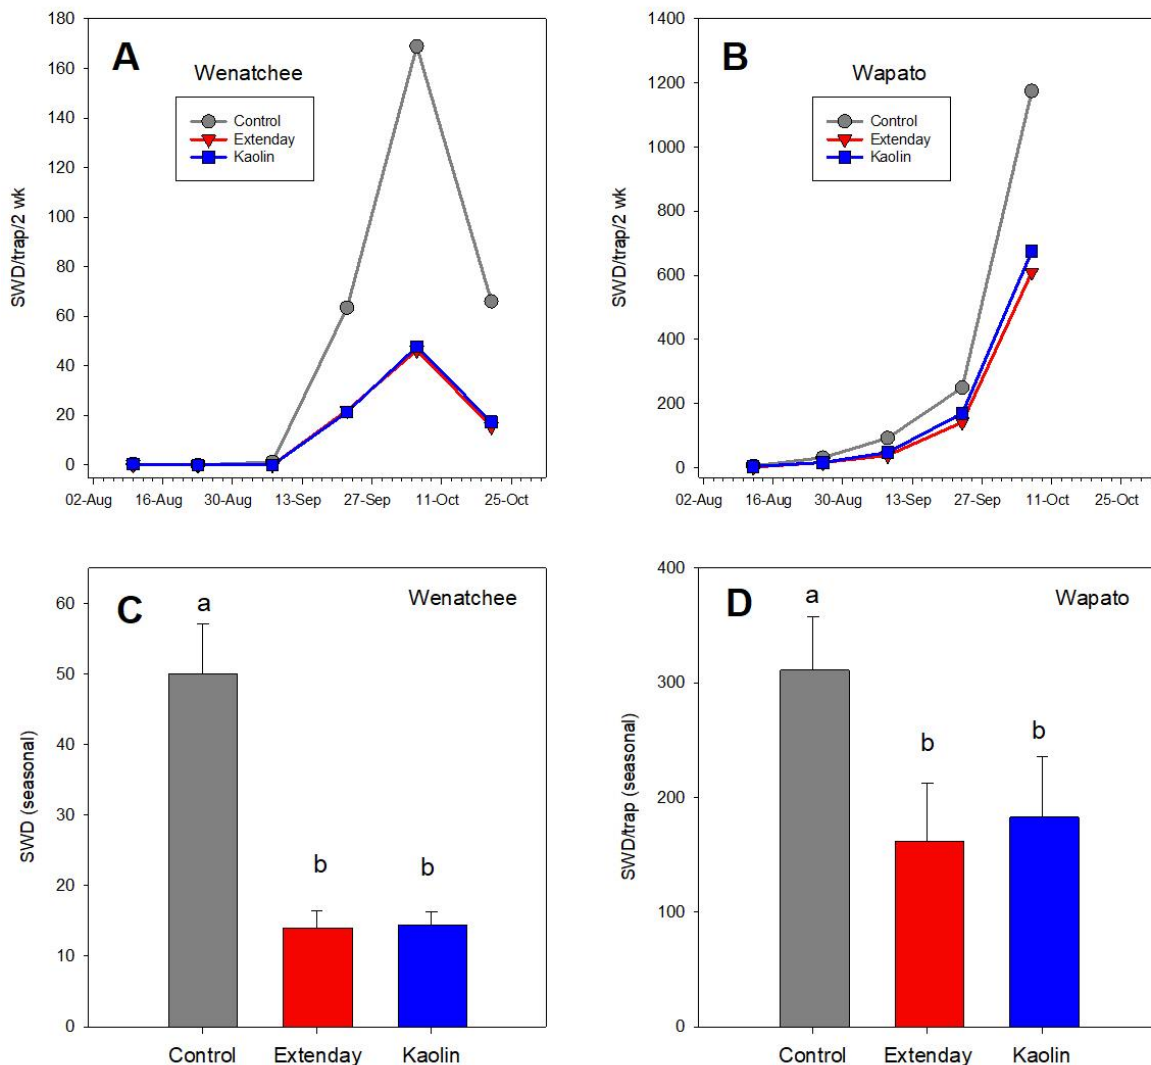 A
Wenatchee
Control
Extenday
Kaolin
SWD/trap/2 wk
180
160
140
120
100
80
60
40
20
0
02-Aug 16-Aug 30-Aug 13-Sep 27-Sep 11-Oct 25-Oct
B
Wapato
Control
Extenday
Kaolin
SWD/trap/2 wk
1400
1200
1000
800
600
400
200
0
02-Aug 16-Aug 30-Aug 13-Sep 27-Sep 11-Oct 25-Oct
C
Wenatchee
a
b
b
SWD (seasonal)
60
50
40
30
20
10
0
Control Extenday Kaolin
D
Wapato
a
b
b
SWD/trap (seasonal)
400
300
200
100
0
Control Extenday Kaolin